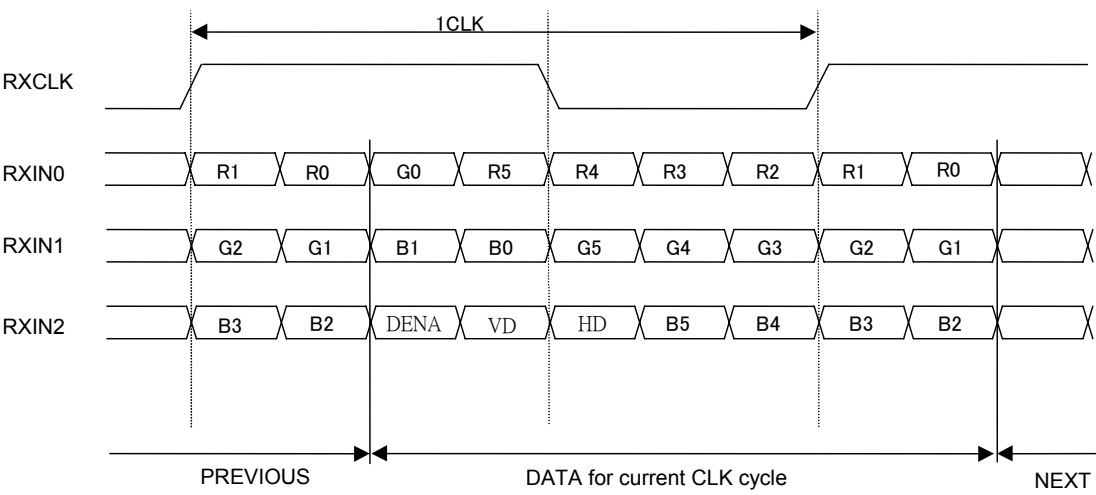 1CLK
RXCLK
RXIN0 R1 R0 G0 R5 R4 R3 R2 R1 R0
RXIN1 G2 G1 B1 B0 G5 G4 G3 G2 G1
RXIN2 B3 B2 DENA VD HD B5 B4 B3 B2
PREVIOUS DATA for current CLK cycle NEXT